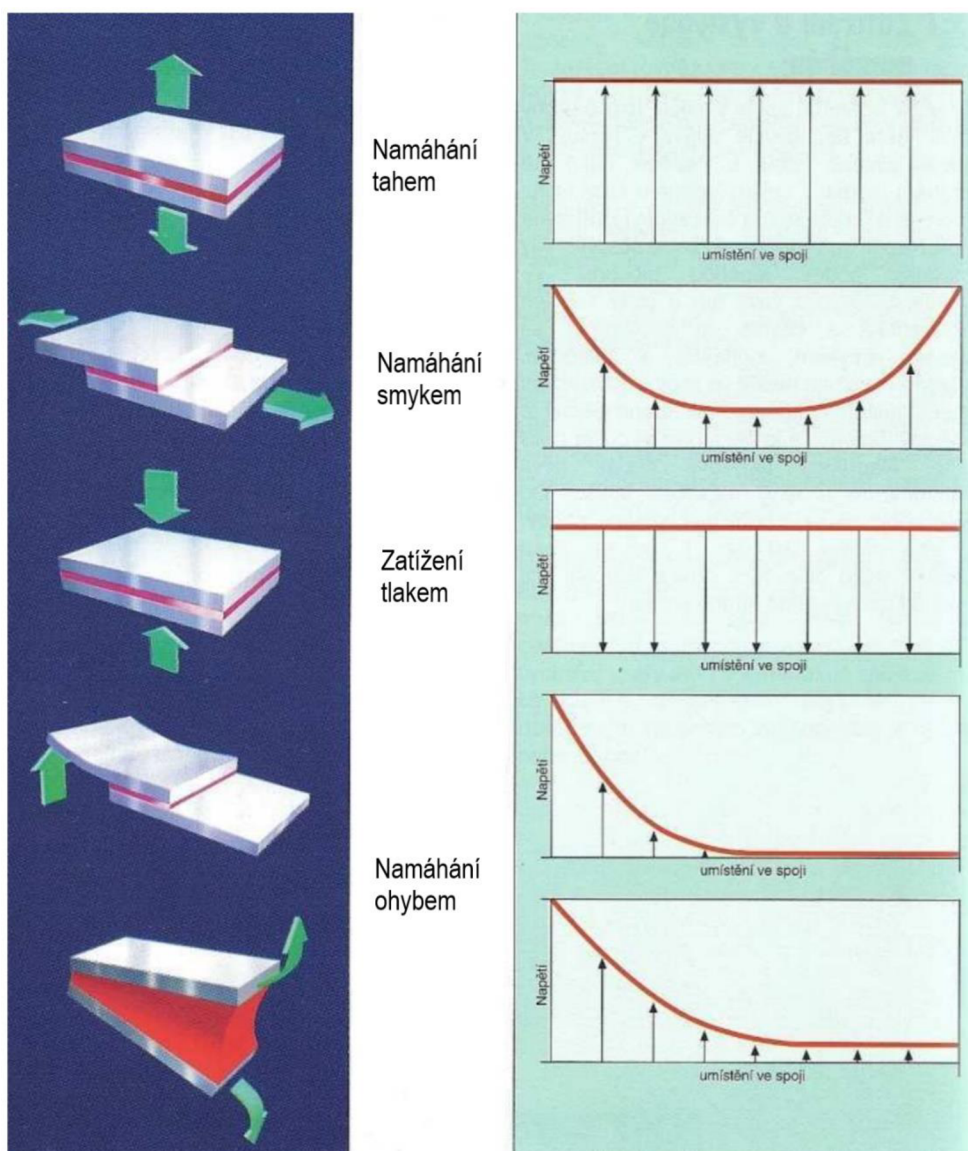 Namáhání
tahem
Napětí
umístění ve spoji
Namáhání
smykem
Napětí
umístění ve spoji
Zatížení
tlakem
Napětí
umístění ve spoji
Napětí
umístění ve spoji
Namáhání
ohybem
Napětí
umístění ve spoji